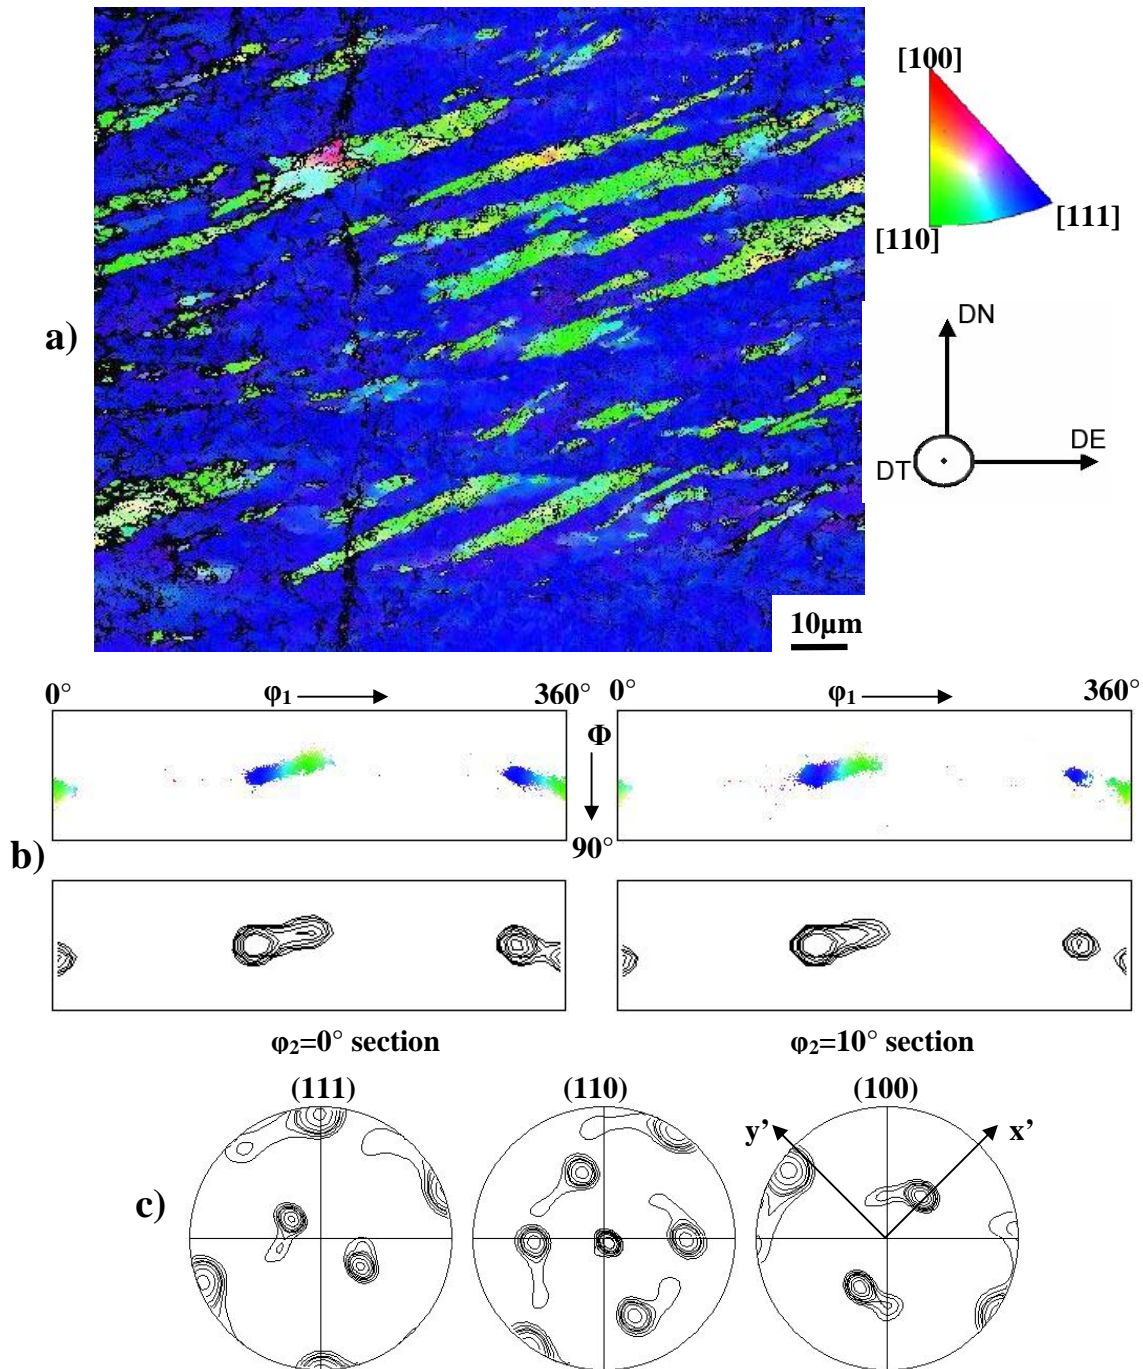 [100]
[110]
[111]
a)
DN
DE
DT
10μm
0° φ₁ 360° 0° φ₁ 360°
Φ
90°
b)
φ₂=0° section φ₂=10° section
(111) (110) (100)
y’ x’
c)